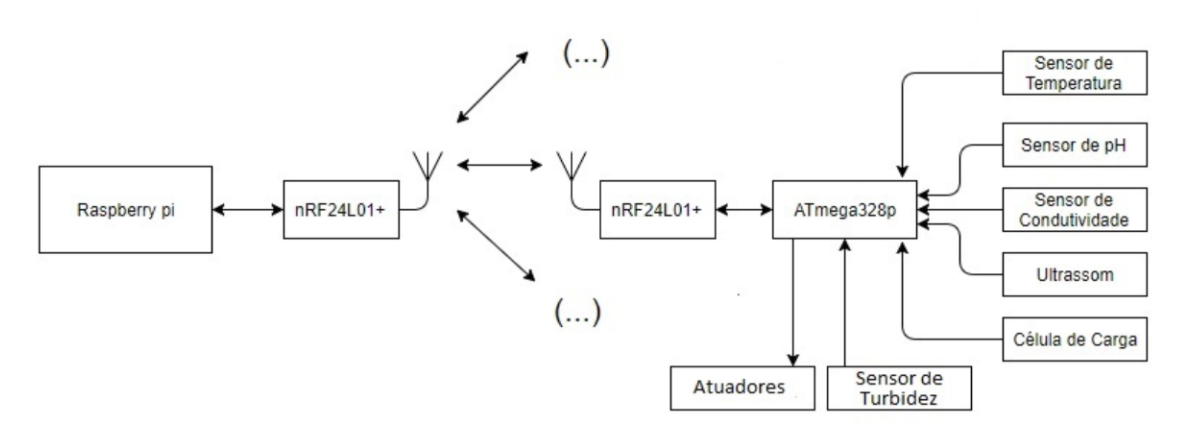 (...)
Sensor de
Temperatura
Sensor de pH
Raspberry pi
nRF24L01+
nRF24L01+
ATmega328p
Sensor de
Condutividade
Ultrassom
(...)
Célula de Carga
Atuadores
Sensor de
Turbidez